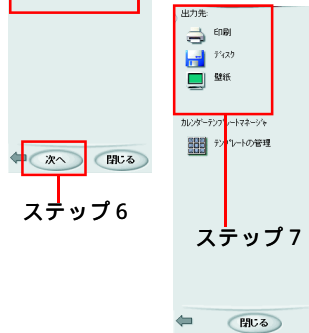 次へ
閉じる
ステップ6
出力先:
印刷
ディスク
壁紙
カレンダーテンプレートマネージャ
テンプレートの管理
ステップ7
閉じる